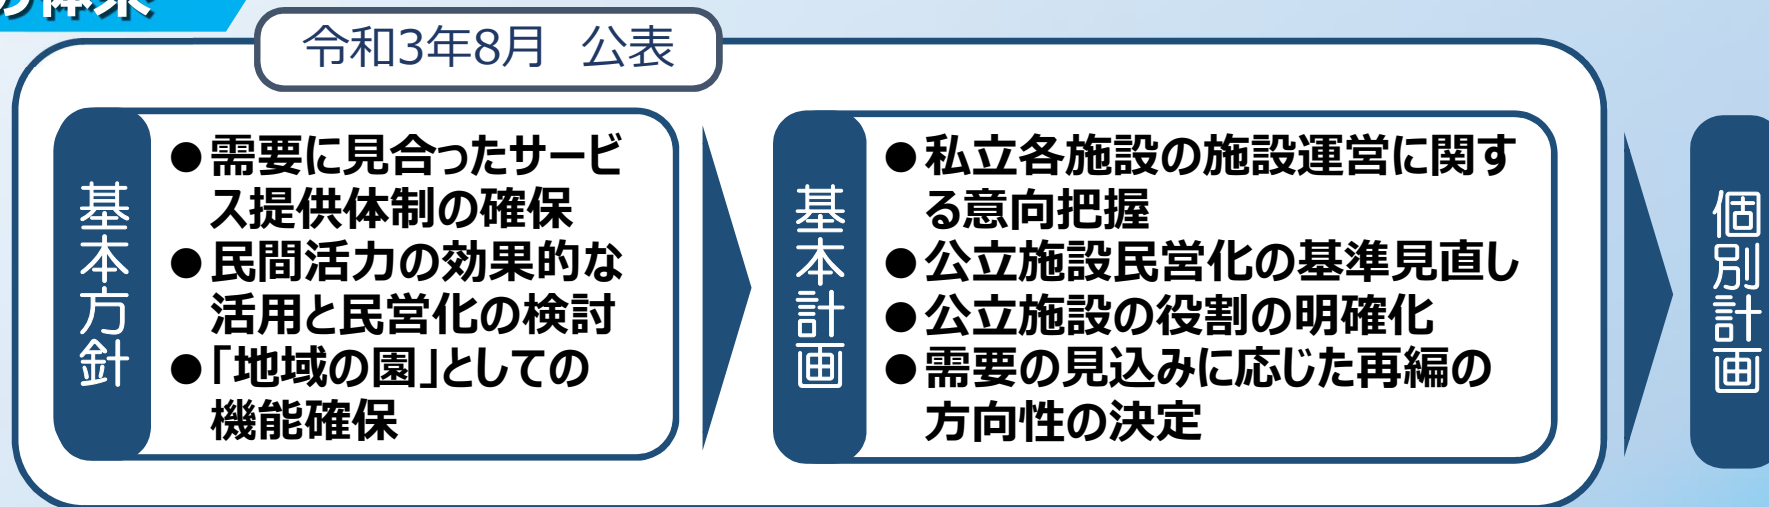 の体系
令和3年8月 公表
基本方針
●需要に見合ったサービ
ス提供体制の確保
●民間活力の効果的な
活用と民営化の検討
●「地域の園」としての
機能確保
基本計画
●私立各施設の施設運営に関す
る意向把握
●公立施設民営化の基準見直し
●公立施設の役割の明確化
●需要の見込みに応じた再編の
方向性の決定
個別計画